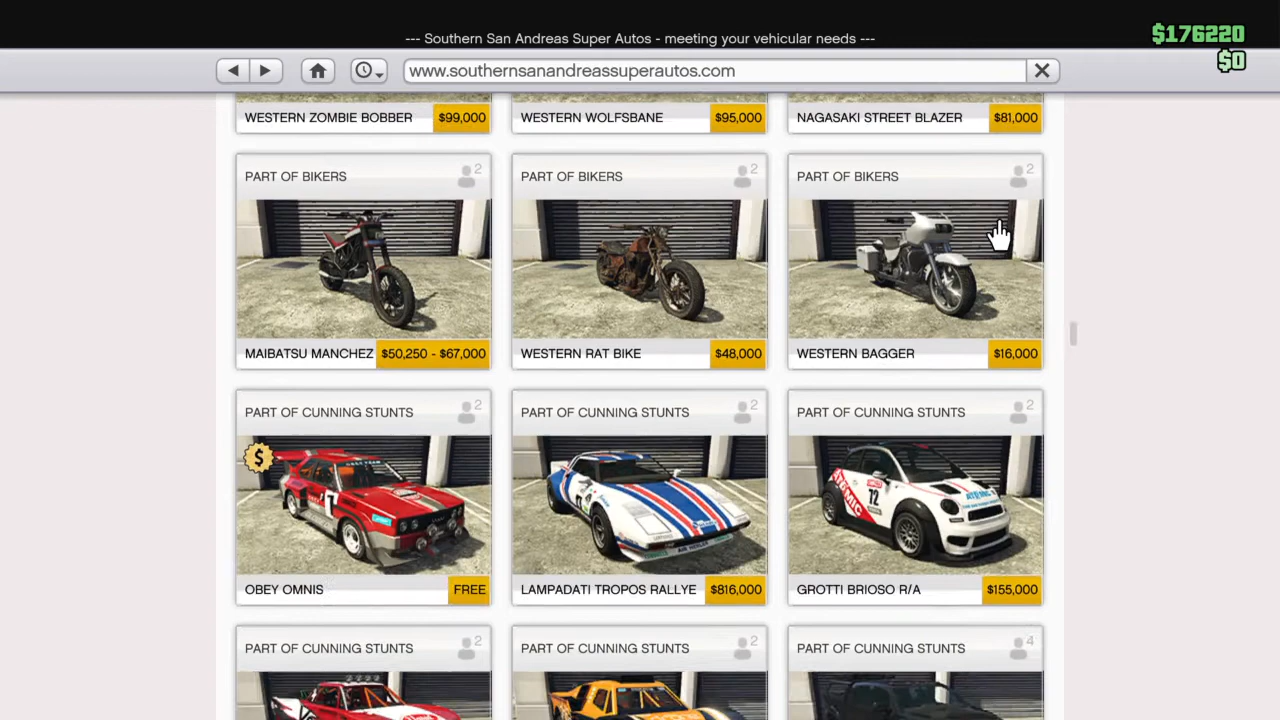 --- Southern San Andreas Super Autos - meeting your vehicular needs ---
$176220
$0
www.southernsanandreassuperautos.com
WESTERN ZOMBIE BOBBER $99,000
WESTERN WOLFSBANE $95,000
NAGASAKI STREET BLAZER $81,000
PART OF BIKERS 2
PART OF BIKERS 2
PART OF BIKERS 2
MAIBATSU MANCHEZ $50,250 - $67,000
WESTERN RAT BIKE $48,000
WESTERN BAGGER $16,000
PART OF CUNNING STUNTS 2
PART OF CUNNING STUNTS 2
PART OF CUNNING STUNTS 2
$
ATOMIC
72
OBEY OMNIS FREE
LAMPADATI TROPOS RALLYE $816,000
GROTTI BRIOSO R/A $155,000
PART OF CUNNING STUNTS 2
PART OF CUNNING STUNTS 2
PART OF CUNNING STUNTS 4